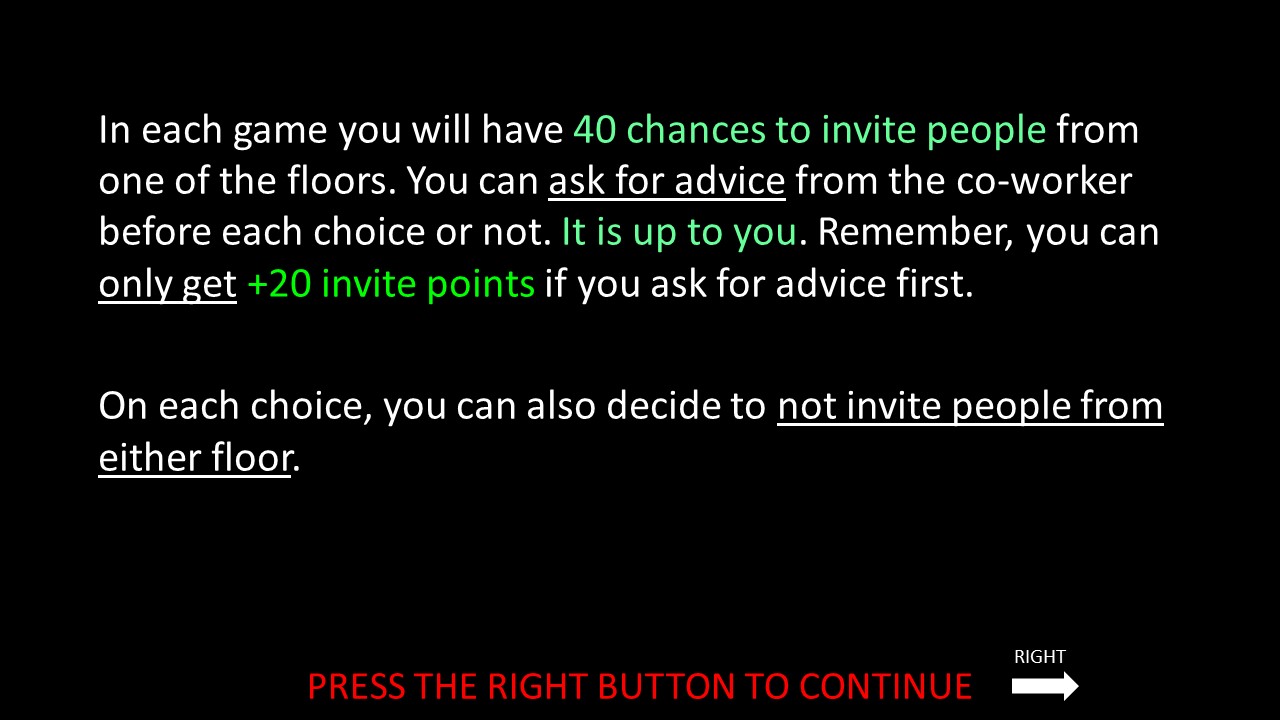 In each game you will have 40 chances to invite people from
one of the floors. You can ask for advice from the co-worker
before each choice or not. It is up to you. Remember, you can
only get +20 invite points if you ask for advice first.
On each choice, you can also decide to not invite people from
either floor.
RIGHT
PRESS THE RIGHT BUTTON TO CONTINUE